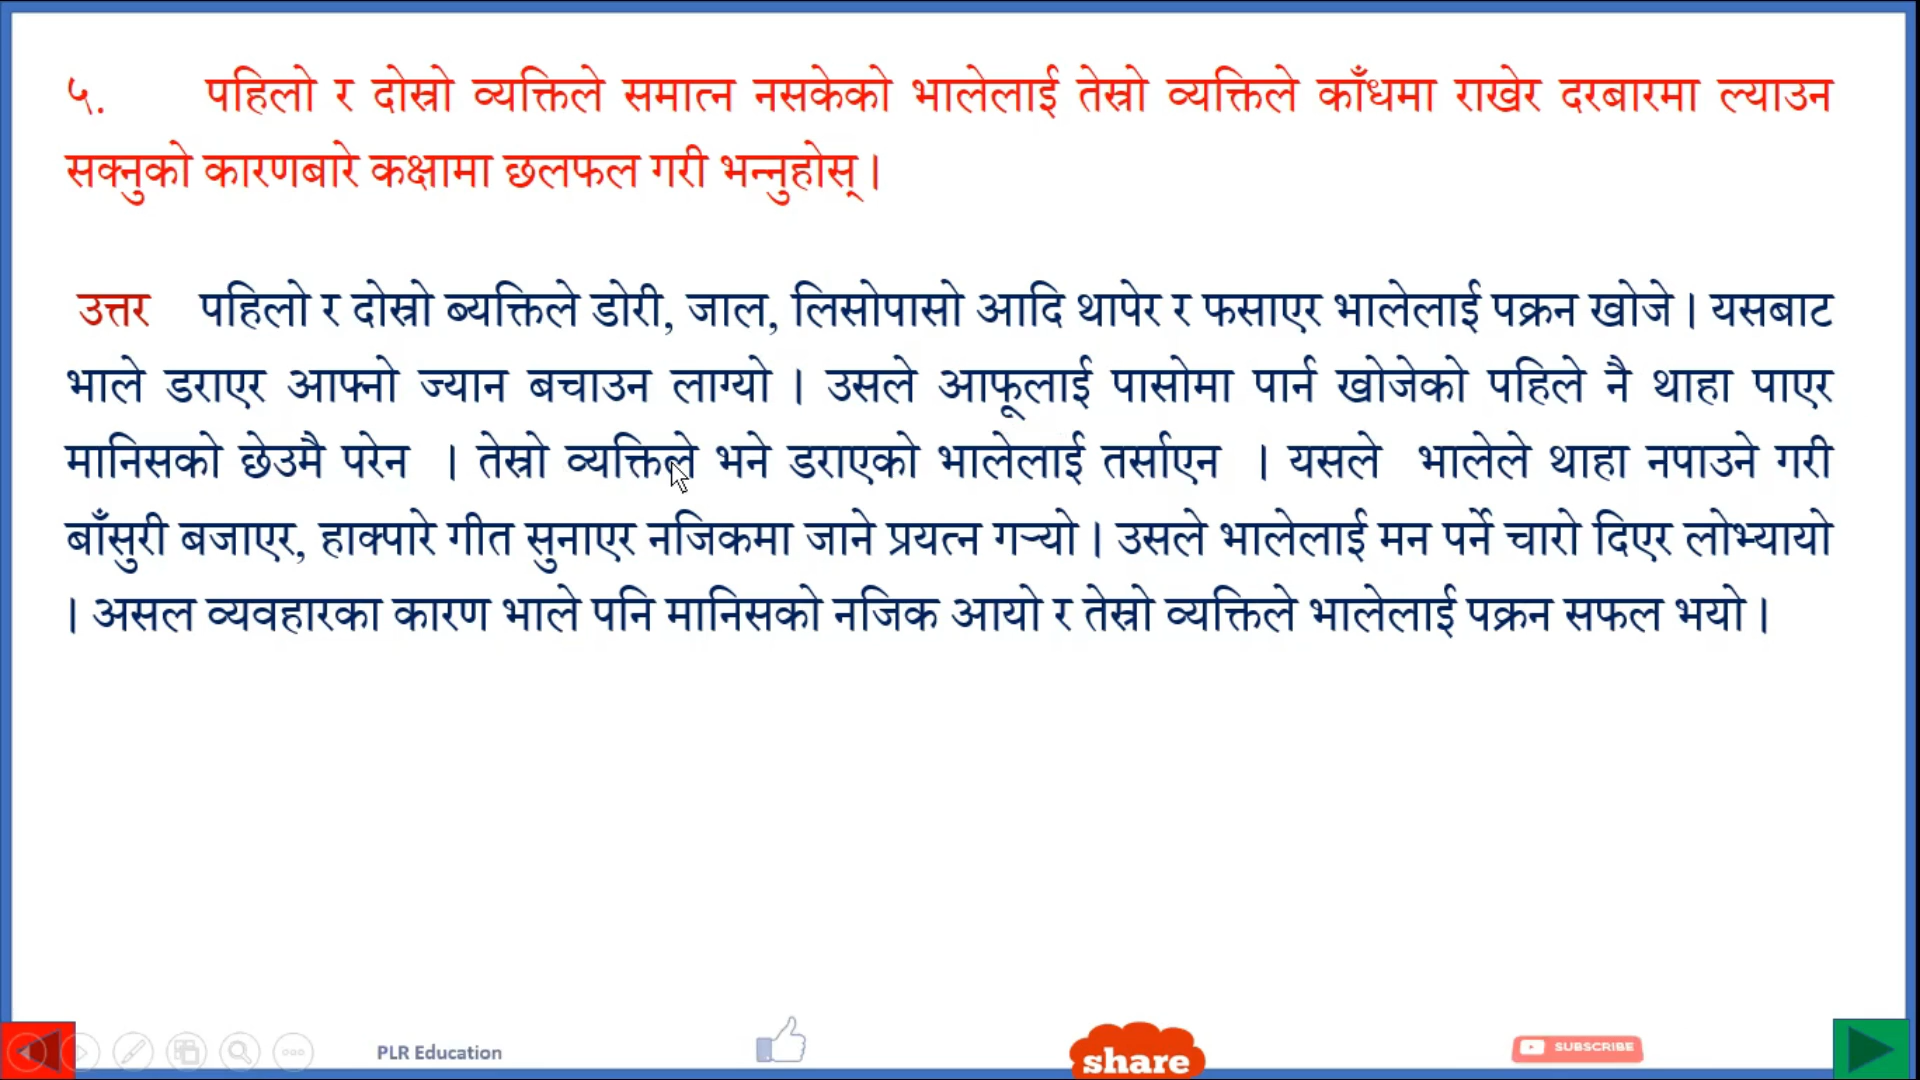 ५. पहिलो र दोस्रो व्यक्तिले समात्न नसकेको भालेलाई तेस्रो व्यक्तिले काँधमा राखेर दरबारमा ल्याउन
सक्नुको कारणबारे कक्षामा छलफल गरी भन्नुहोस् ।
उत्तर पहिलो र दोस्रो ब्यक्तिले डोरी, जाल, लिसोपासो आदि थापेर र फसाएर भालेलाई पक्रन खोजे । यसबाट
भाले डराएर आफ्नो ज्यान बचाउन लाग्यो । उसले आफूलाई पासोमा पार्न खोजेको पहिले नै थाहा पाएर
मानिसको छेउमै परेन । तेस्रो व्यक्तिले भने डराएको भालेलाई तर्साएन । यसले भालेले थाहा नपाउने गरी
बाँसुरी बजाएर, हाक्पारे गीत सुनाएर नजिकमा जाने प्रयत्न गर्‍यो । उसले भालेलाई मन पर्ने चारो दिएर लोभ्यायो
। असल व्यवहारका कारण भाले पनि मानिसको नजिक आयो र तेस्रो व्यक्तिले भालेलाई पक्रन सफल भयो ।
PLR Education
share
SUBSCRIBE